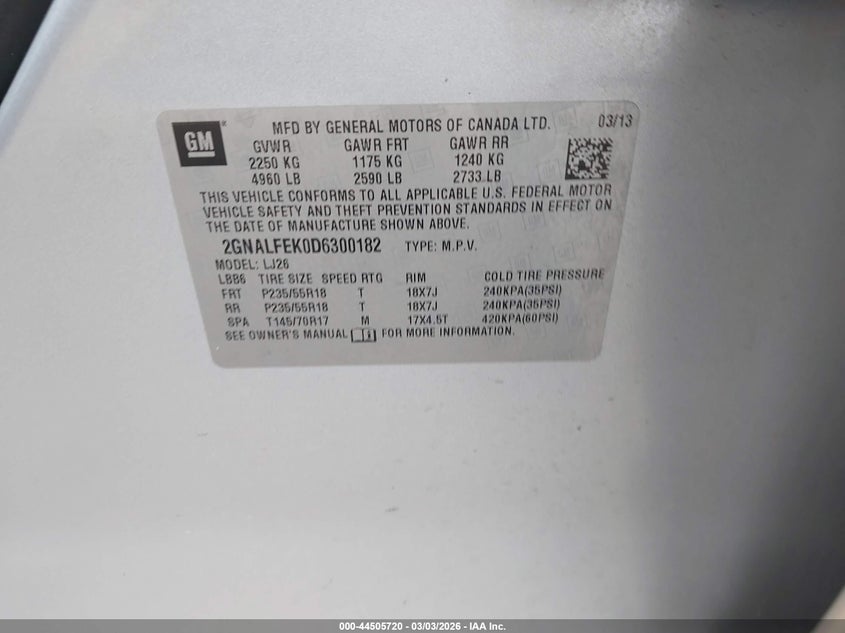 GM®
MFD BY GENERAL MOTORS OF CANADA LTD. 03/13
GVWR GAWR FRT GAWR RR
2250 KG 1175 KG 1240 KG
4960 LB 2590 LB 2733 LB
THIS VEHICLE CONFORMS TO ALL APPLICABLE U.S. FEDERAL MOTOR
VEHICLE SAFETY AND THEFT PREVENTION STANDARDS IN EFFECT ON
THE DATE OF MANUFACTURE SHOWN ABOVE.
2GNALFEK0D6300182 TYPE: M.P.V.
MODEL: LJ26
LBB6 TIRE SIZE SPEED RTG RIM COLD TIRE PRESSURE
FRT P235/55R18 T 18X7J 240KPA(35PSI)
RR P235/55R18 T 18X7J 240KPA(35PSI)
SPA T145/70R17 M 17X4.5T 420KPA(60PSI)
SEE OWNER'S MANUAL FOR MORE INFORMATION.
000-44505720 - 03/03/2026 - IAA Inc.